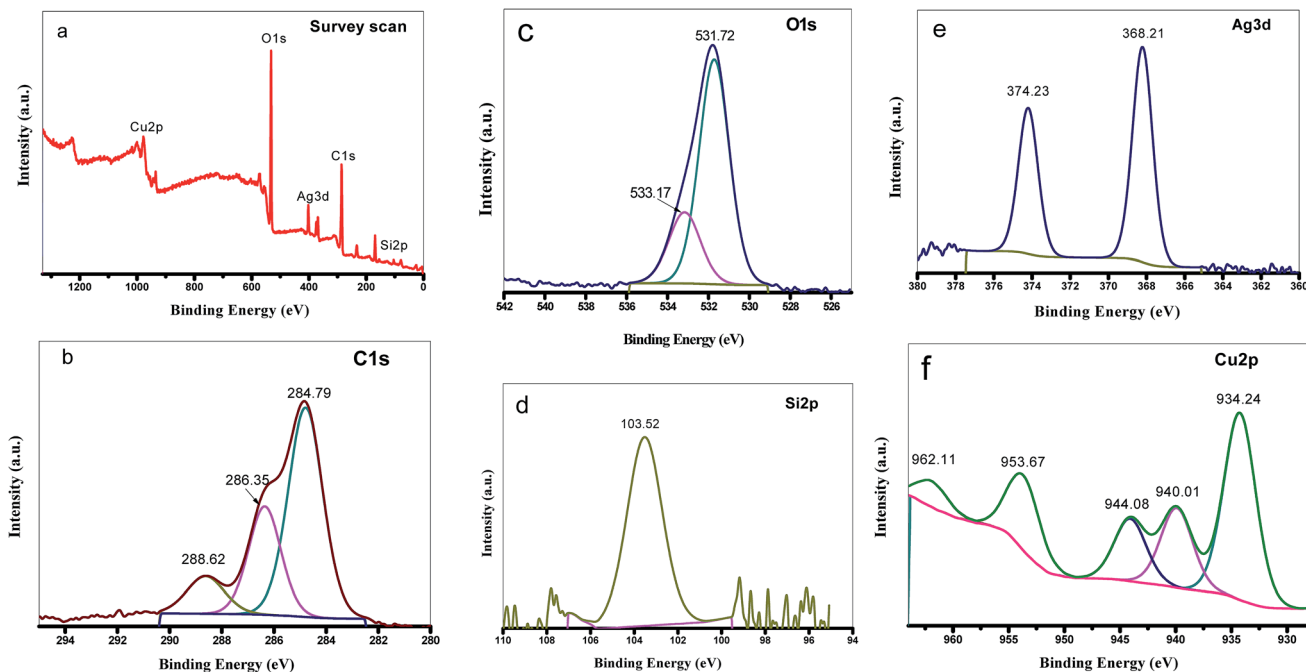 a
Survey scan
O1s
Cu2p
C1s
Ag3d
Si2p
Intensity (a.u.)
1200 1000 800 600 400 200 0
Binding Energy (eV)
b
C1s
284.79
286.35
288.62
Intensity (a.u.)
294 292 290 288 286 284 282 280
Binding Energy (eV)
c
O1s
531.72
533.17
Intensity (a.u.)
542 540 538 536 534 532 530 528 526
Binding Energy (eV)
d
Si2p
103.52
Intensity (a.u.)
110 108 106 104 102 100 98 96 94
Binding Energy (eV)
e
Ag3d
368.21
374.23
Intensity (a.u.)
380 378 376 374 372 370 368 366 364 362 360
Binding Energy (eV)
f
Cu2p
934.24
962.11
953.67
944.08
940.01
Intensity (a.u.)
960 955 950 945 940 935 930
Binding Energy (eV)